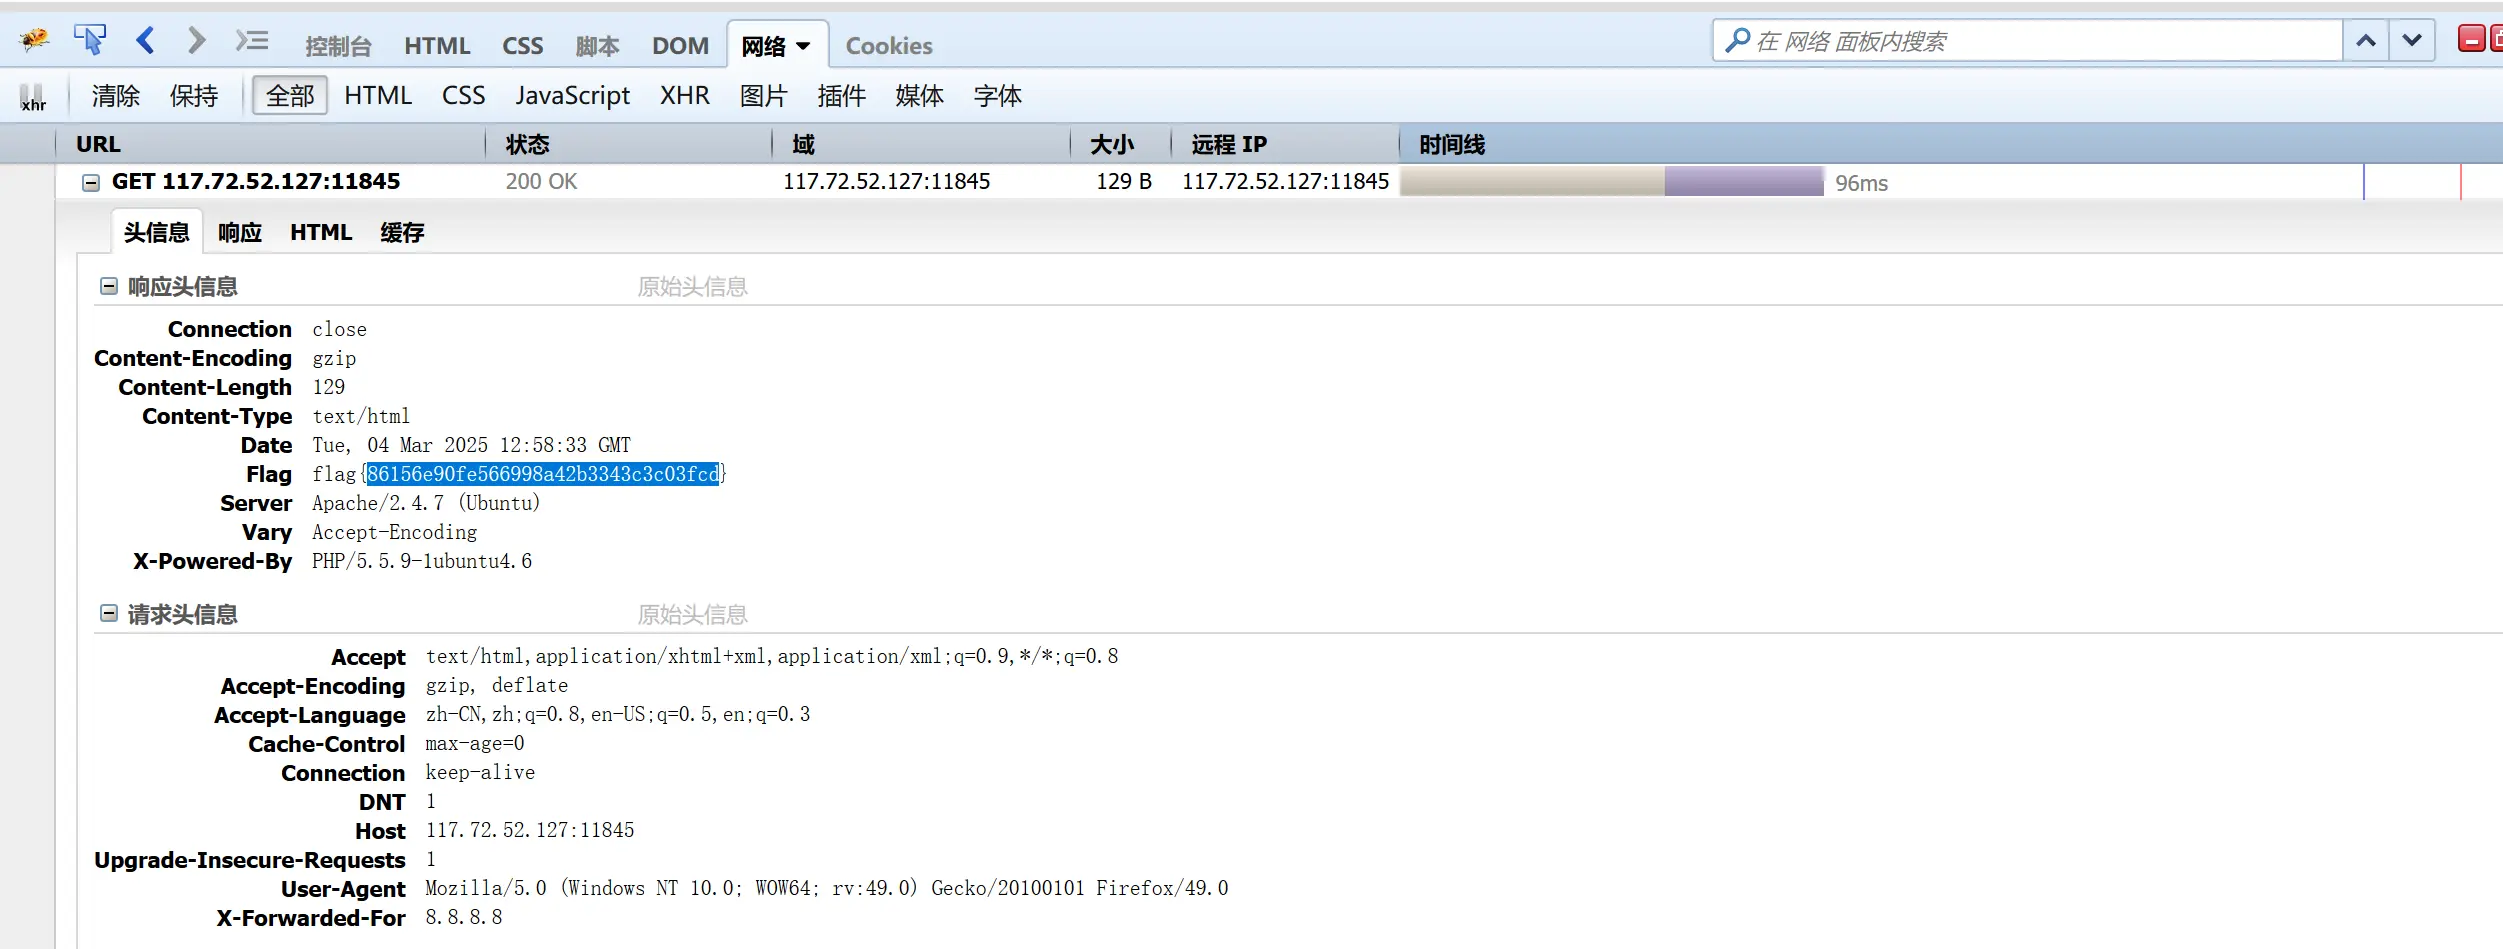 控制台 HTML CSS 脚本 DOM 网络 Cookies 在 网络 面板内搜索
xhr 清除 保持 全部 HTML CSS JavaScript XHR 图片 插件 媒体 字体
URL 状态 域 大小 远程 IP 时间线
GET 117.72.52.127:11845 200 OK 117.72.52.127:11845 129 B 117.72.52.127:11845 96ms
头信息 响应 HTML 缓存
响应头信息 原始头信息
Connection close
Content-Encoding gzip
Content-Length 129
Content-Type text/html
Date Tue, 04 Mar 2025 12:58:33 GMT
Flag flag{86156e90fe566998a42b3343c3c03fcd}
Server Apache/2.4.7 (Ubuntu)
Vary Accept-Encoding
X-Powered-By PHP/5.5.9-1ubuntu4.6
请求头信息 原始头信息
Accept text/html,application/xhtml+xml,application/xml;q=0.9,*/*;q=0.8
Accept-Encoding gzip, deflate
Accept-Language zh-CN,zh;q=0.8,en-US;q=0.5,en;q=0.3
Cache-Control max-age=0
Connection keep-alive
DNT 1
Host 117.72.52.127:11845
Upgrade-Insecure-Requests 1
User-Agent Mozilla/5.0 (Windows NT 10.0; WOW64; rv:49.0) Gecko/20100101 Firefox/49.0
X-Forwarded-For 8.8.8.8